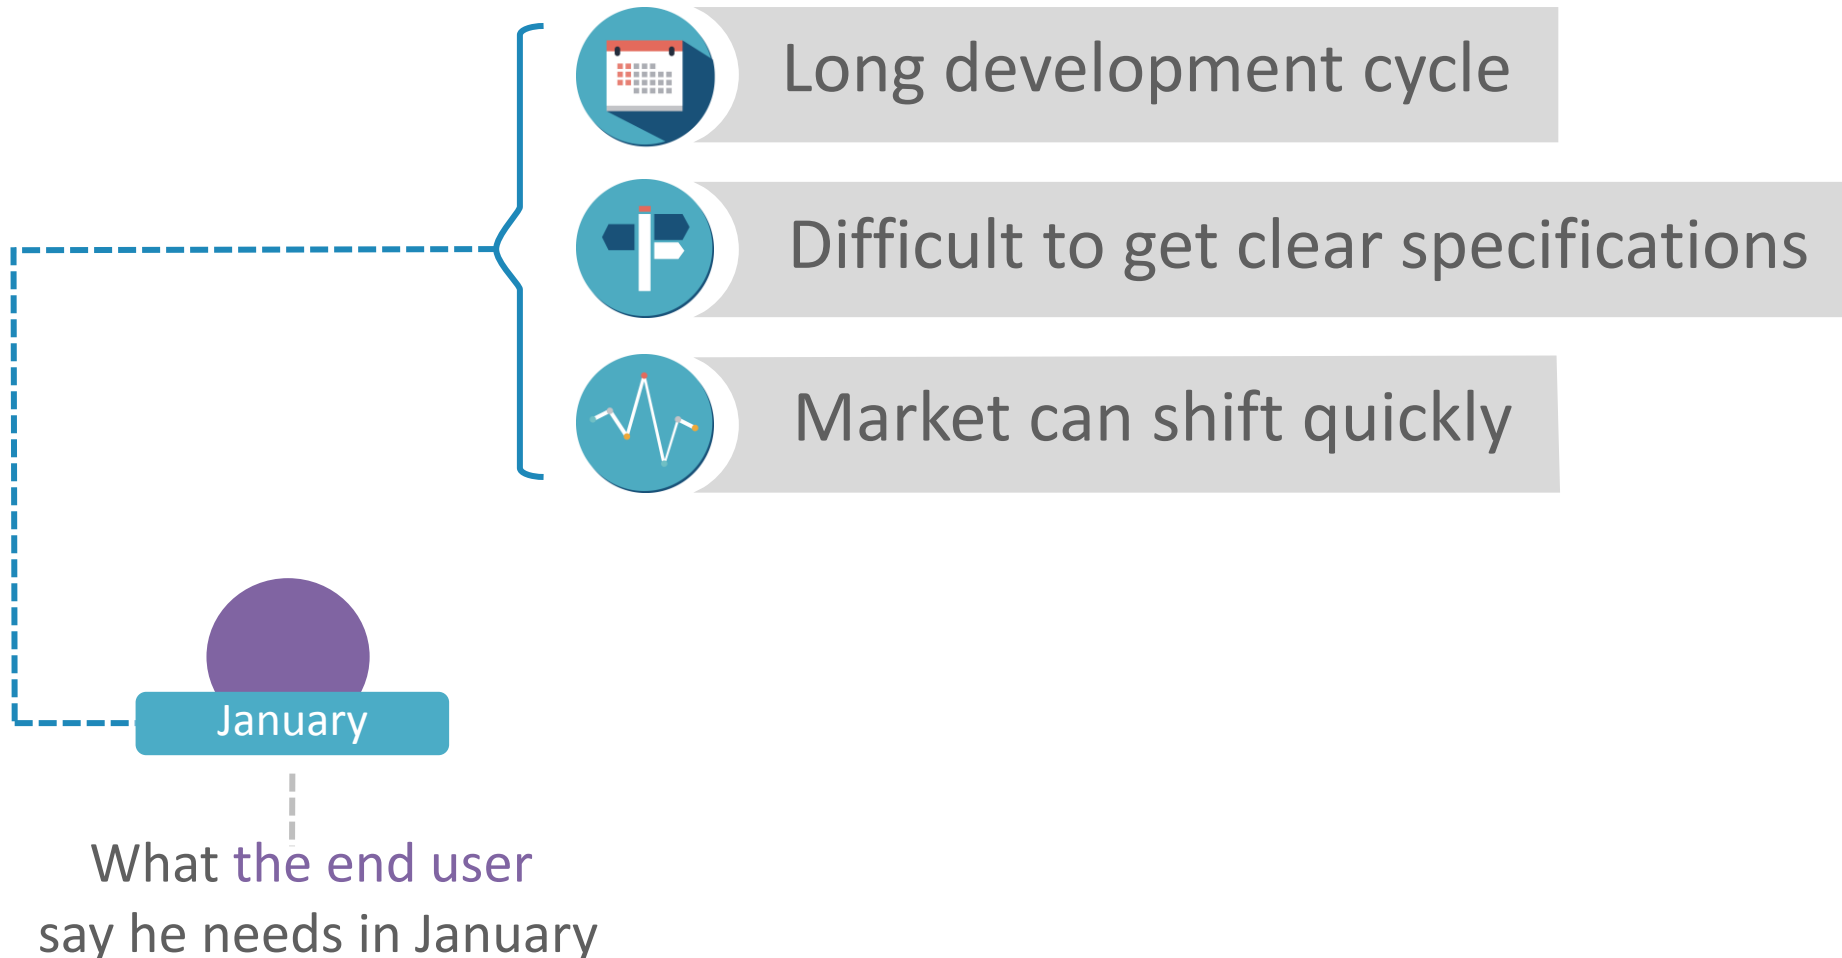 Long development cycle
Difficult to get clear specifications
Market can shift quickly
January
What the end user
say he needs in January